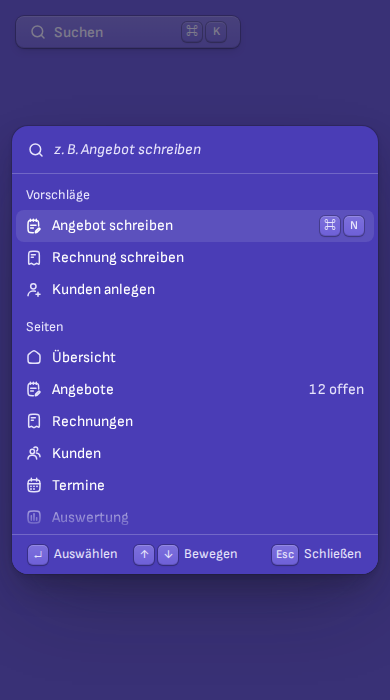 Suchen ⌘ K
z. B. Angebot schreiben
Vorschläge
Angebot schreiben ⌘ N
Rechnung schreiben
Kunden anlegen
Seiten
Übersicht
Angebote 12 offen
Rechnungen
Kunden
Termine
Auswertung
↵ Auswählen ↑ ↓ Bewegen Esc Schließen